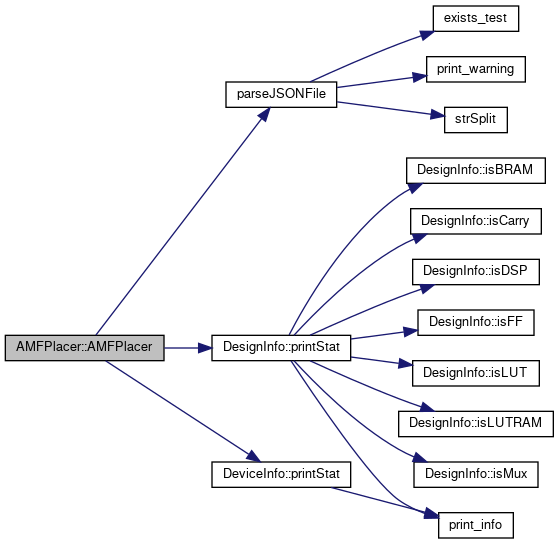 exists_test
print_warning
parseJSONFile
strSplit
DesignInfo::isBRAM
DesignInfo::isCarry
DesignInfo::isDSP
DesignInfo::isFF
AMFPlacer::AMFPlacer
DesignInfo::printStat
DesignInfo::isLUT
DesignInfo::isLUTRAM
DeviceInfo::printStat
DesignInfo::isMux
print_info